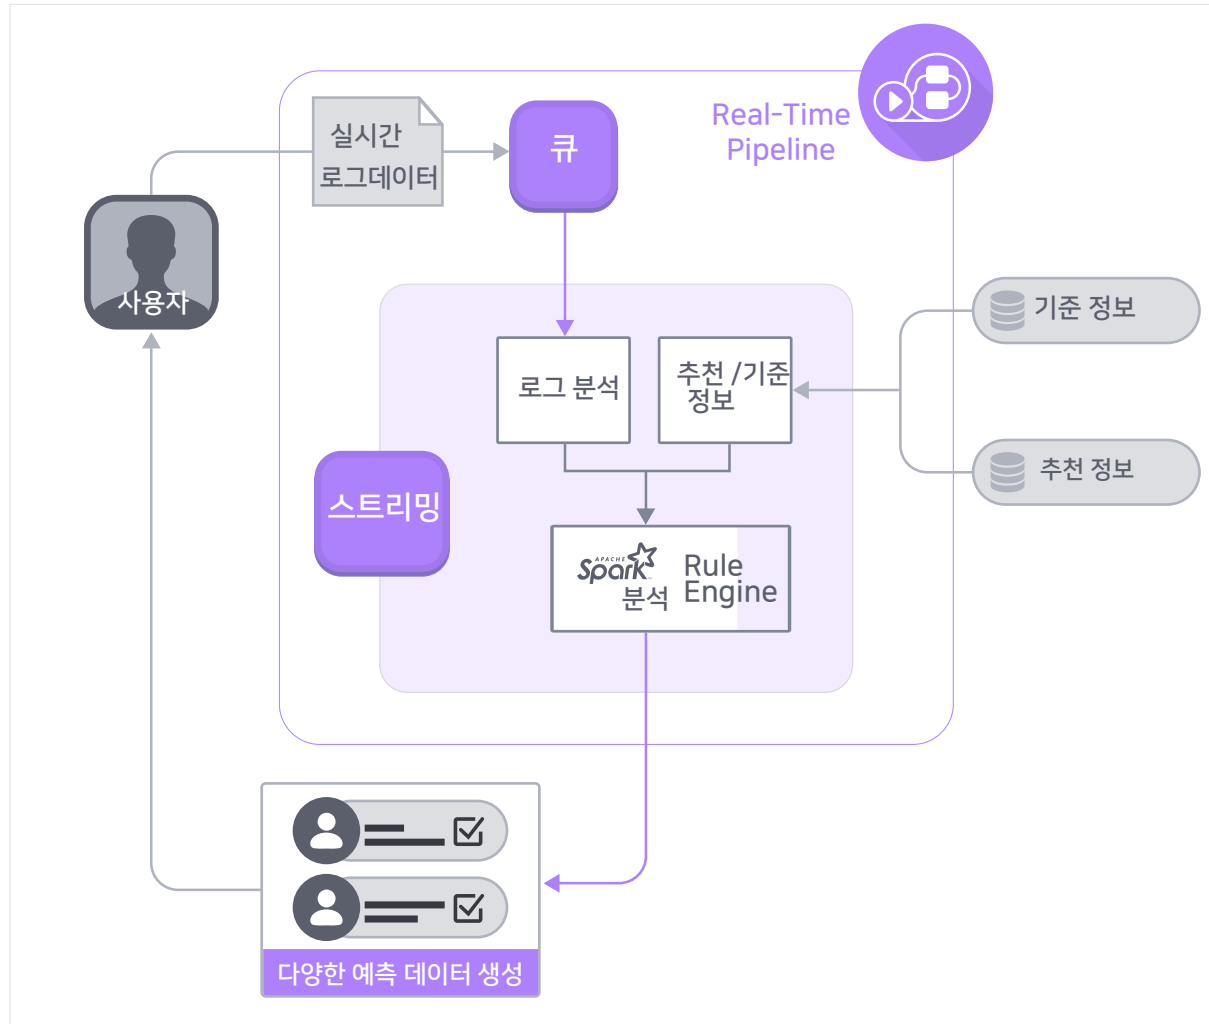 Real-Time
Pipeline
실시간
로그데이터
큐
사용자
기준 정보
로그 분석
추천 /기준
정보
추천 정보
스트리밍
APACHE
Spark
분석
Rule
Engine
다양한 예측 데이터 생성